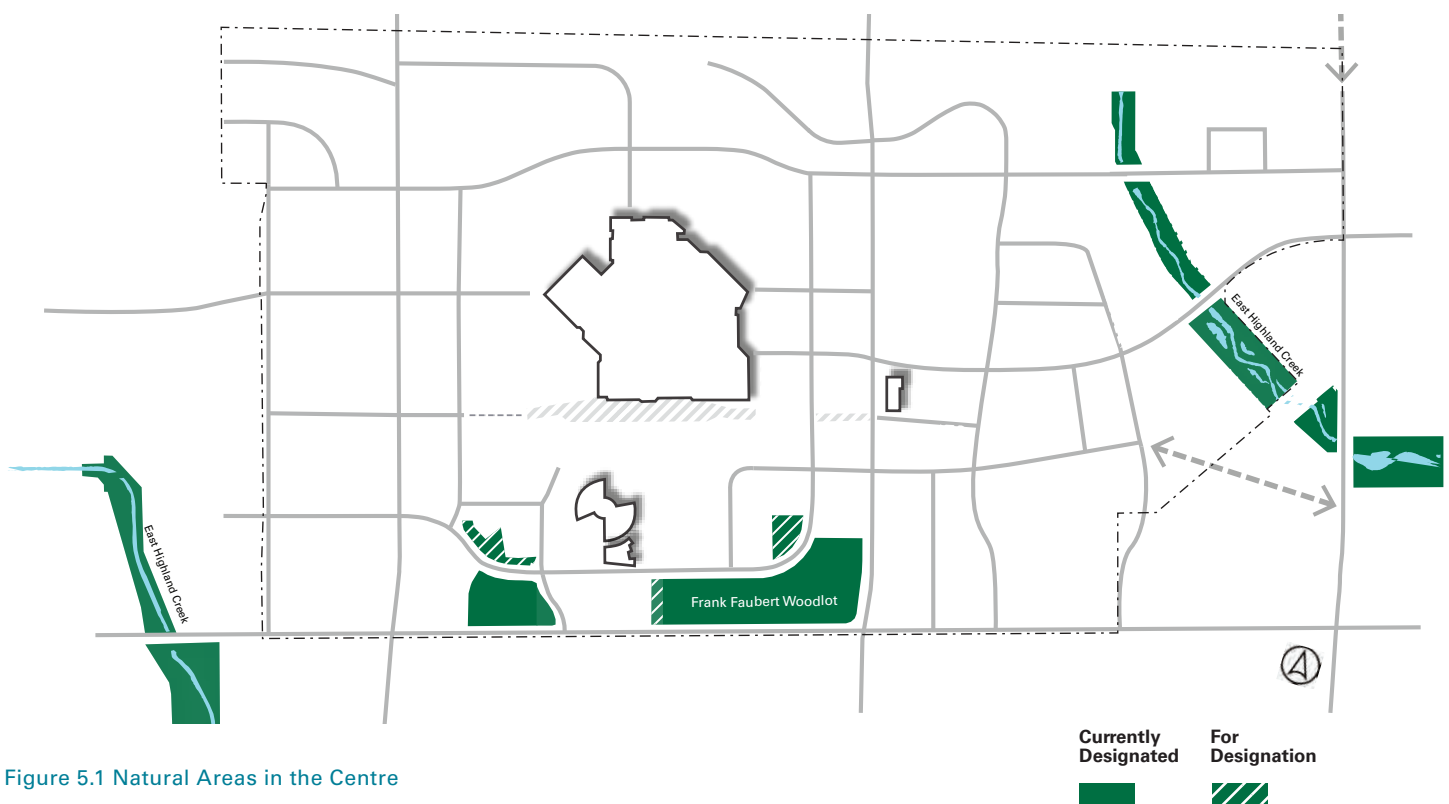 East Highland Creek
East Highland Creek
Frank Faubert Woodlot
Currently
Designated
For
Designation
Figure 5.1 Natural Areas in the Centre